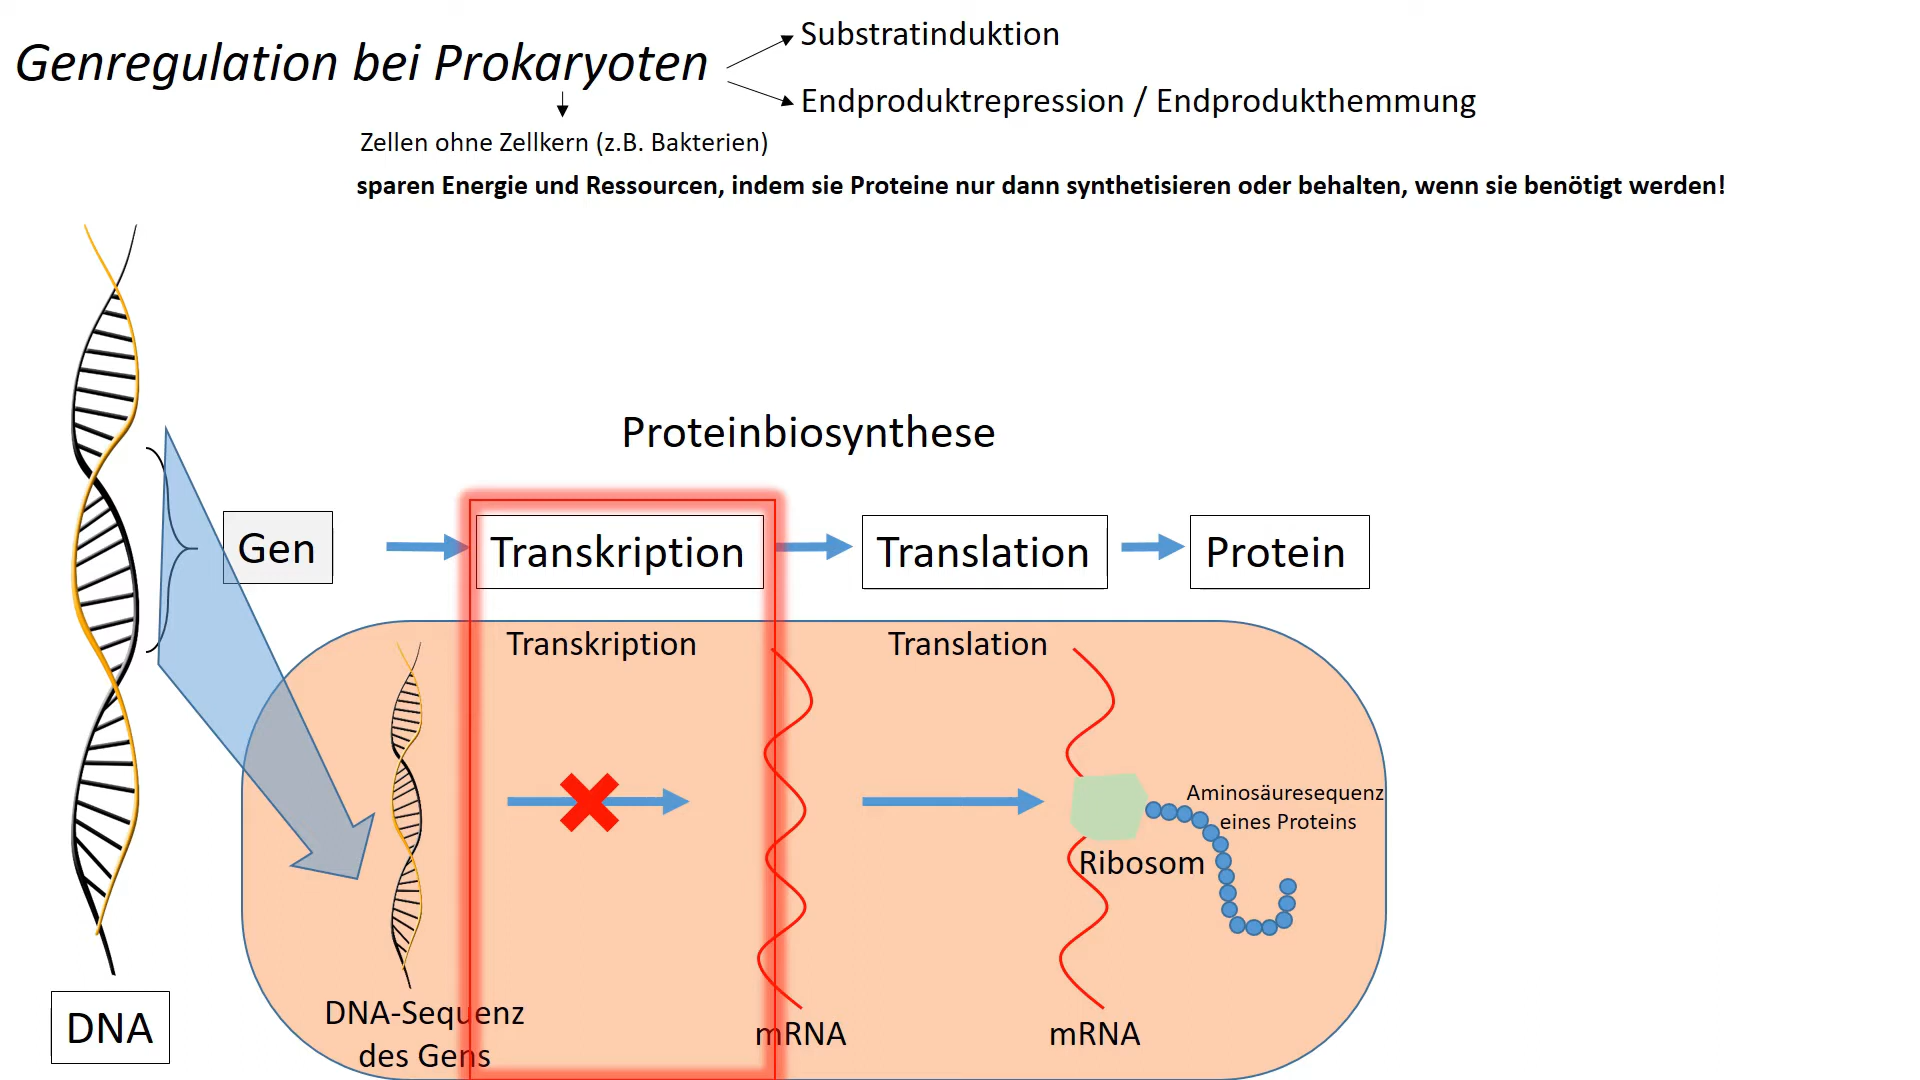 Genregulation bei Prokaryoten
Substratinduktion
Endproduktrepression / Endprodukthemmung
Zellen ohne Zellkern (z.B. Bakterien)
sparen Energie und Ressourcen, indem sie Proteine nur dann synthetisieren oder behalten, wenn sie benötigt werden!
Proteinbiosynthese
Gen
Transkription
Translation
Protein
Transkription
Translation
Aminosäuresequenz
eines Proteins
Ribosom
DNA-Sequenz
des Gens
mRNA
mRNA
DNA